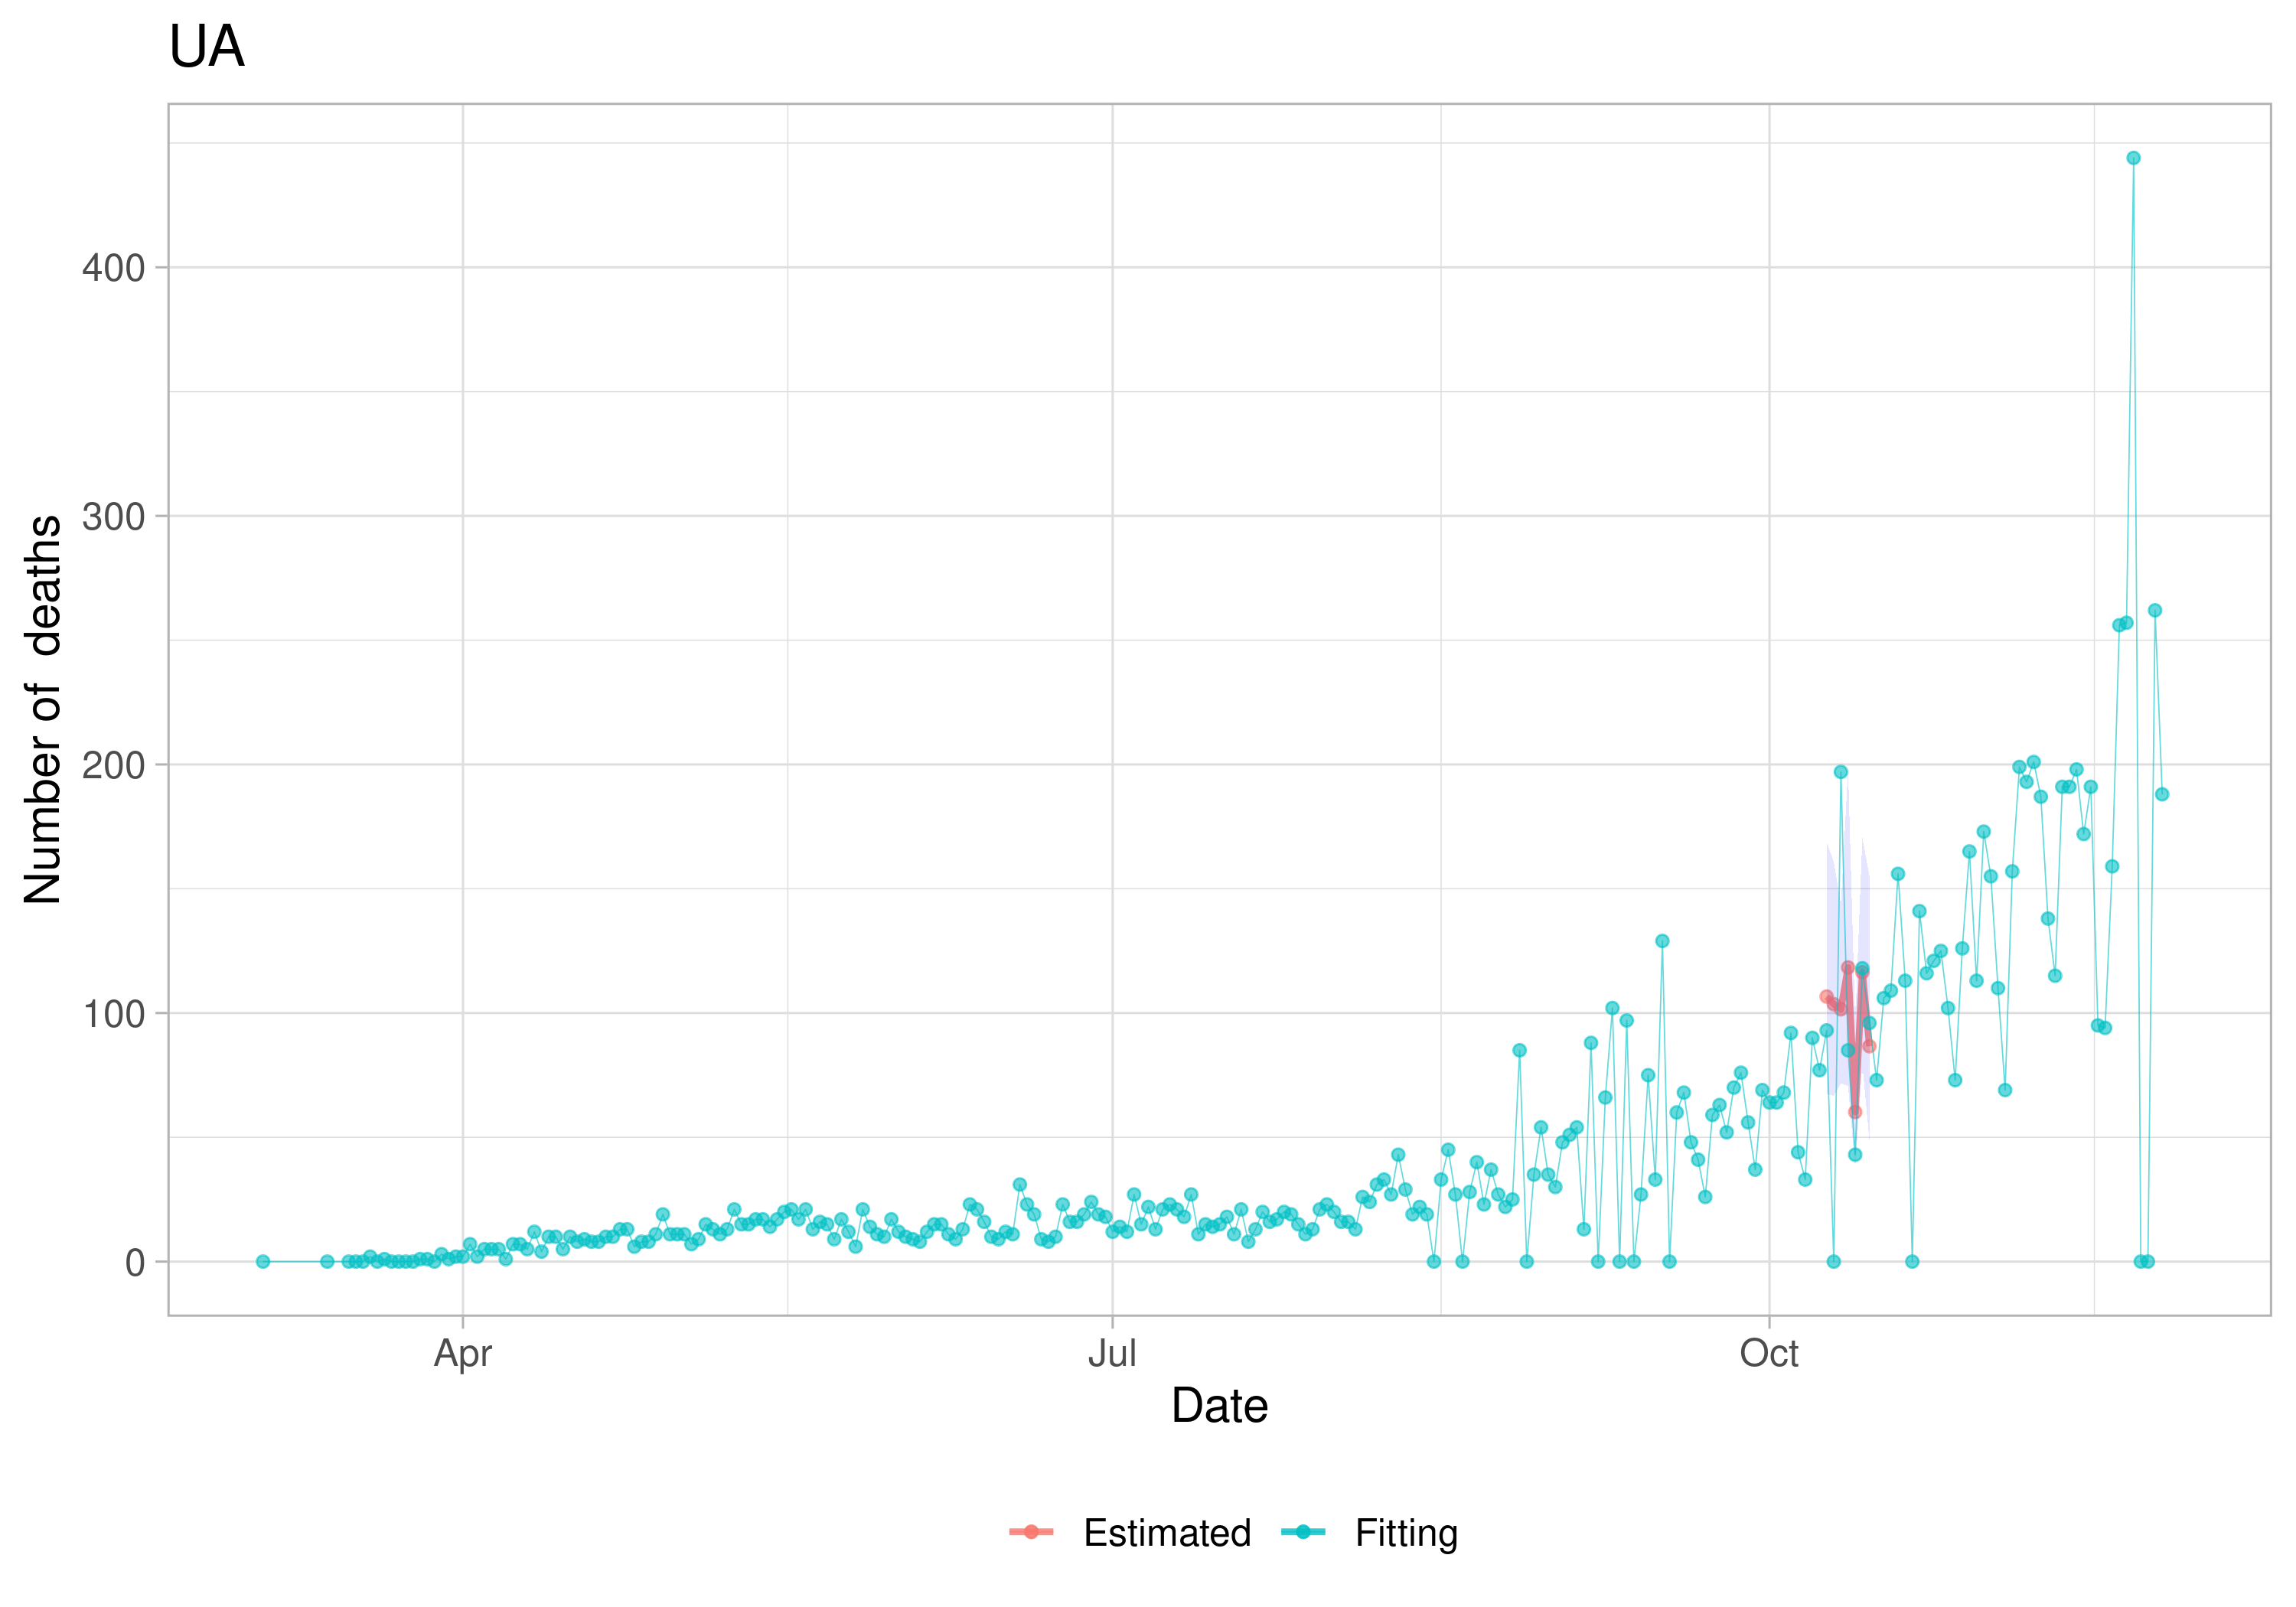 UA
Number of  deaths
400
300
200
100
0
Apr
Jul
Oct
Date
Estimated
Fitting